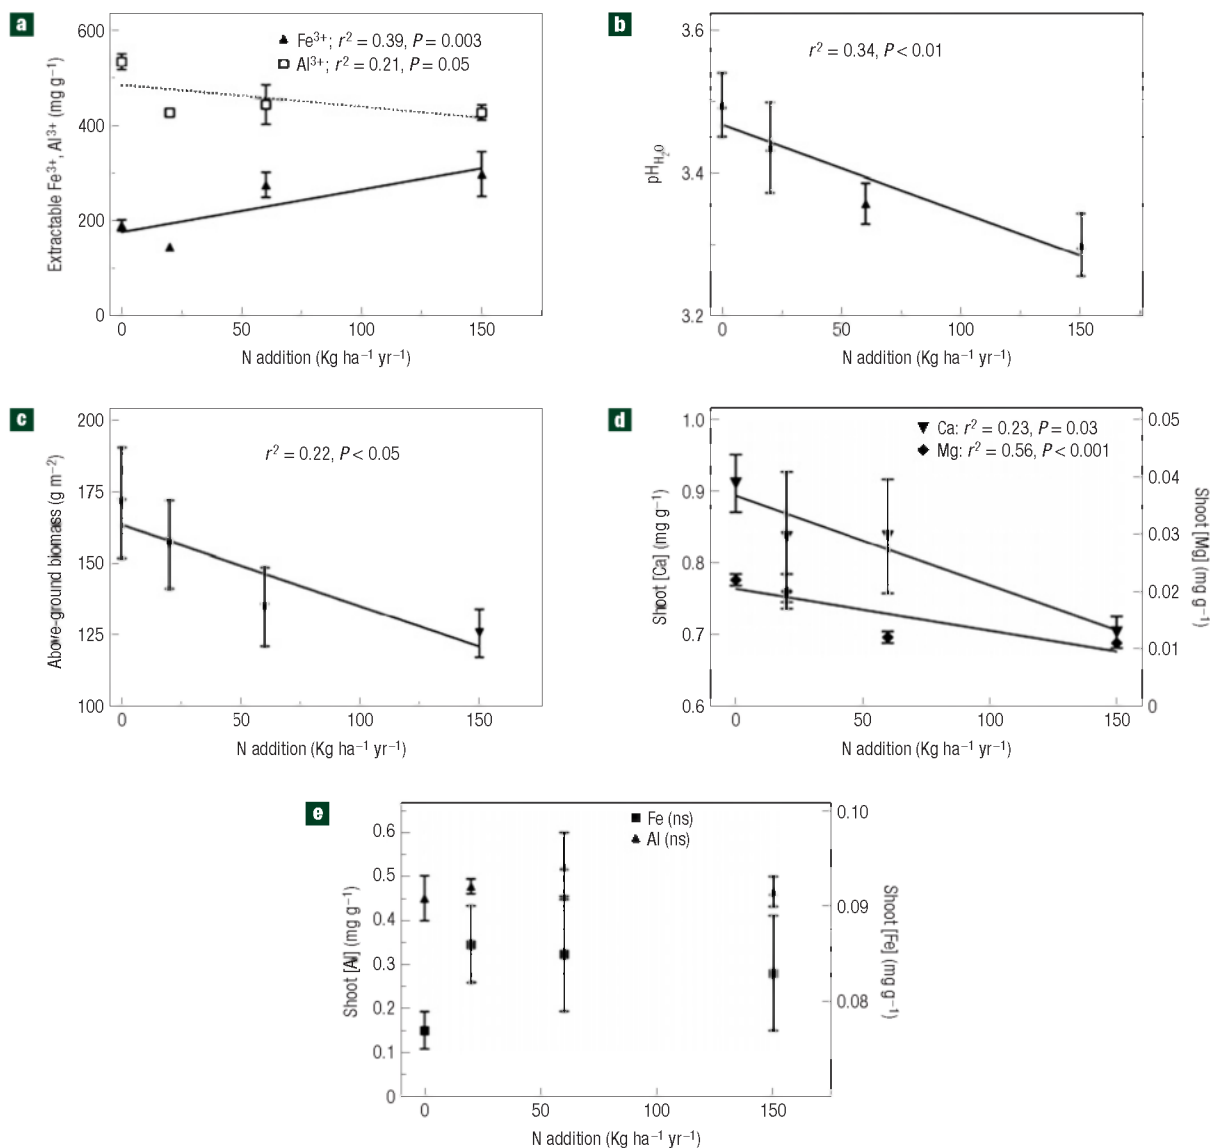 a
600
400
200
0
Extractable Fe³⁺, Al³⁺ (mg g⁻¹)
Fe³⁺; r² = 0.39, P = 0.003
Al³⁺; r² = 0.21, P = 0.05
0 50 100 150
N addition (Kg ha⁻¹ yr⁻¹)
b
3.6
3.4
3.2
pH_H₂O
r² = 0.34, P < 0.01
0 50 100 150
N addition (Kg ha⁻¹ yr⁻¹)
c
200
175
150
125
100
Above-ground biomass (g m⁻²)
r² = 0.22, P < 0.05
0 50 100 150
N addition (Kg ha⁻¹ yr⁻¹)
d
1.0
0.9
0.8
0.7
0.6
Shoot [Ca] (mg g⁻¹)
Ca: r² = 0.23, P = 0.03
Mg: r² = 0.56, P < 0.001
0.05
0.04
0.03
0.02
0.01
0
Shoot [Mg] (mg g⁻¹)
0 50 100 150
N addition (Kg ha⁻¹ yr⁻¹)
e
0.6
0.5
0.4
0.3
0.2
0.1
0
Shoot [Al] (mg g⁻¹)
Fe (ns)
Al (ns)
0.10
0.09
0.08
Shoot [Fe] (mg g⁻¹)
0 50 100 150
N addition (Kg ha⁻¹ yr⁻¹)